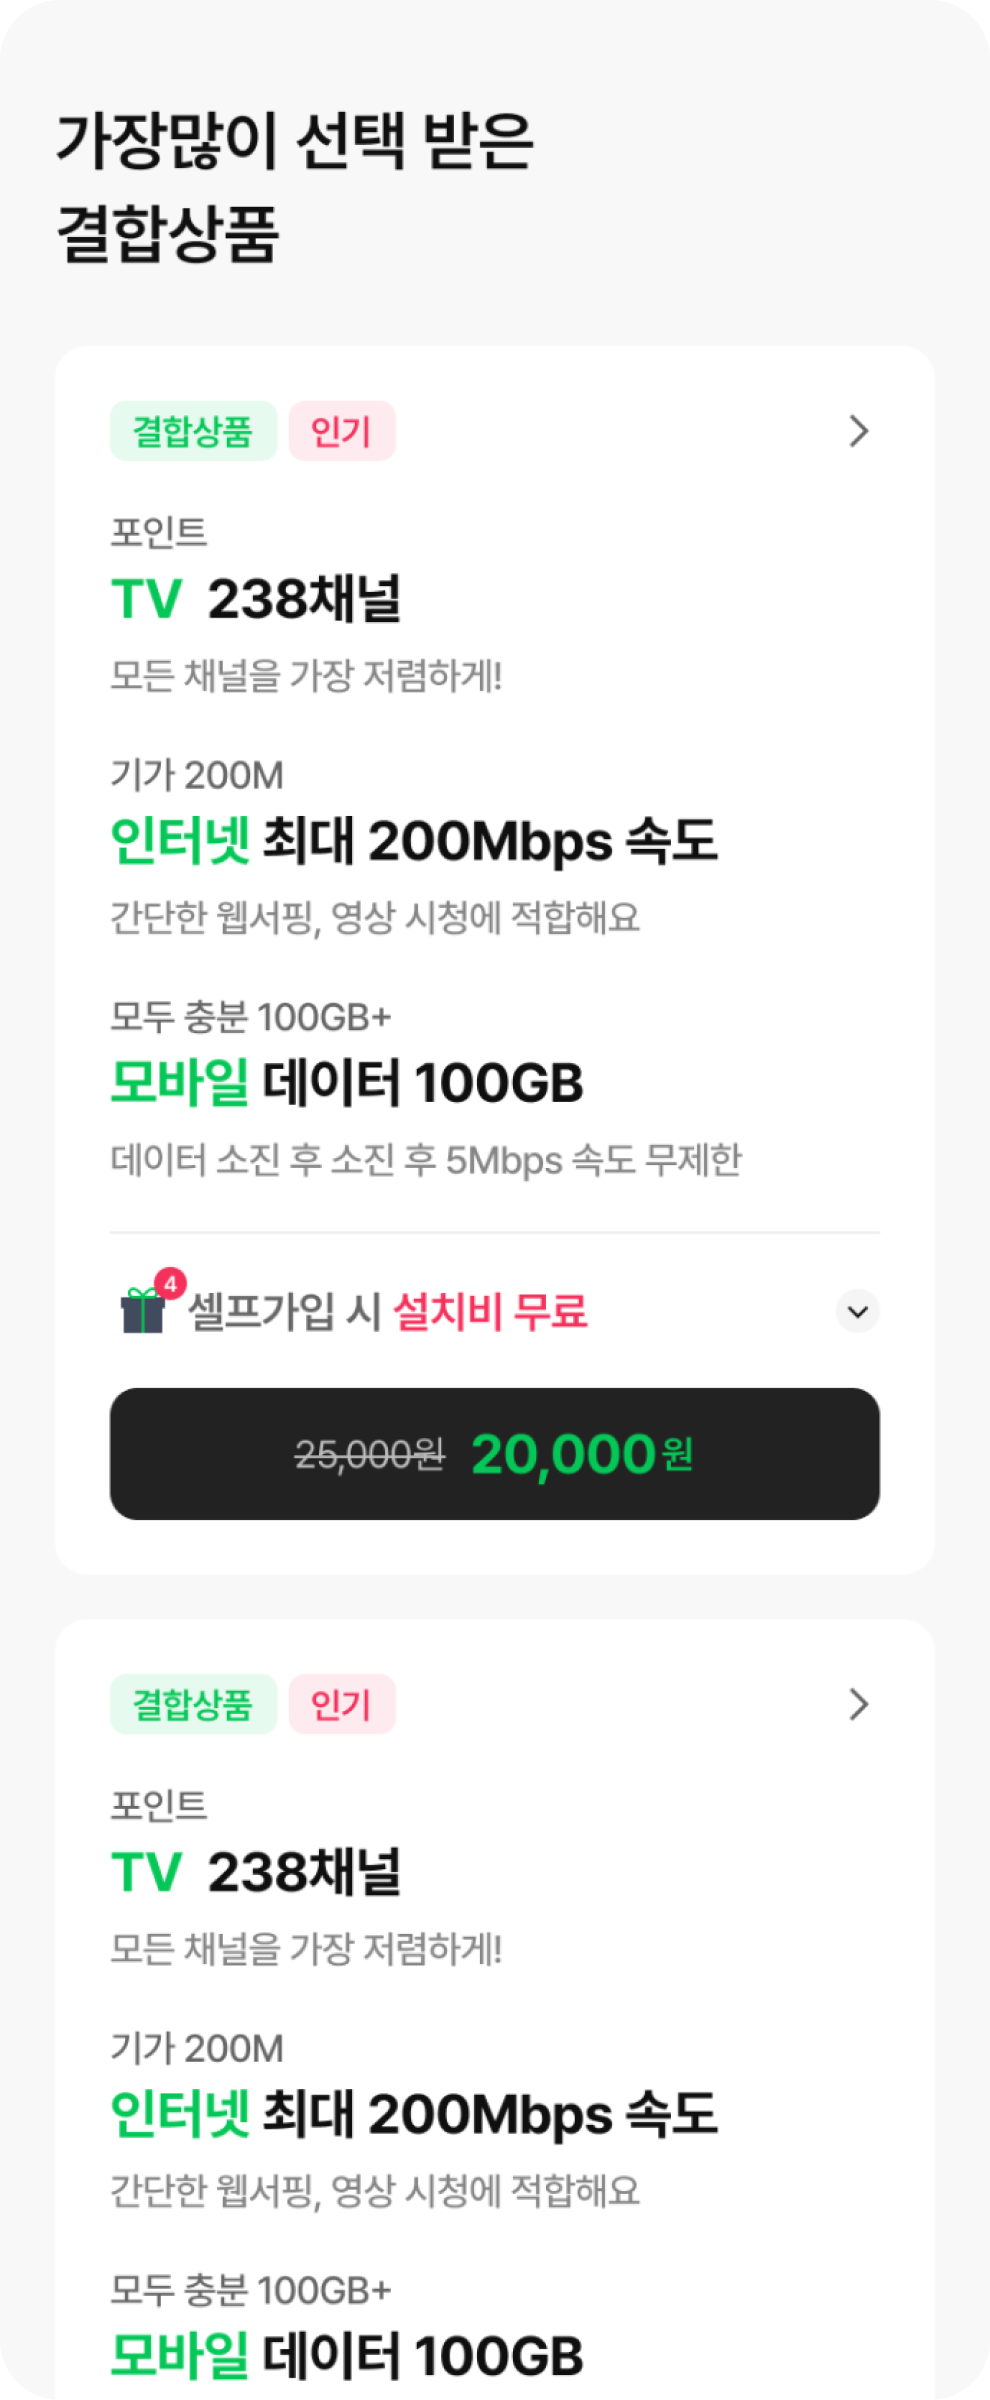 가장많이 선택 받은
결합상품
결합상품 인기
포인트
TV 238채널
모든 채널을 가장 저렴하게!
기가 200M
인터넷 최대 200Mbps 속도
간단한 웹서핑, 영상 시청에 적합해요
모두 충분 100GB+
모바일 데이터 100GB
데이터 소진 후 소진 후 5Mbps 속도 무제한
4
셀프가입 시 설치비 무료
25,000원 20,000원
결합상품 인기
포인트
TV 238채널
모든 채널을 가장 저렴하게!
기가 200M
인터넷 최대 200Mbps 속도
간단한 웹서핑, 영상 시청에 적합해요
모두 충분 100GB+
모바일 데이터 100GB